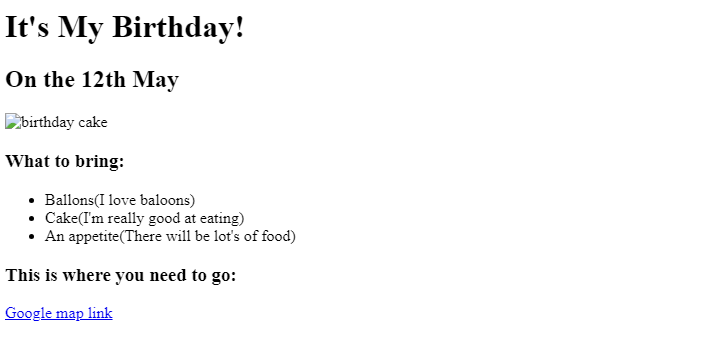 It's My Birthday!
On the 12th May
birthday cake
What to bring:
Ballons(I love baloons)
Cake(I'm really good at eating)
An appetite(There will be lot's of food)
This is where you need to go:
Google map link